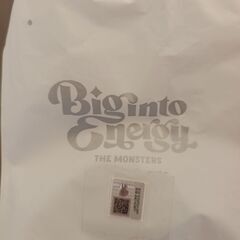 Big into
Energy
THE MONSTERS